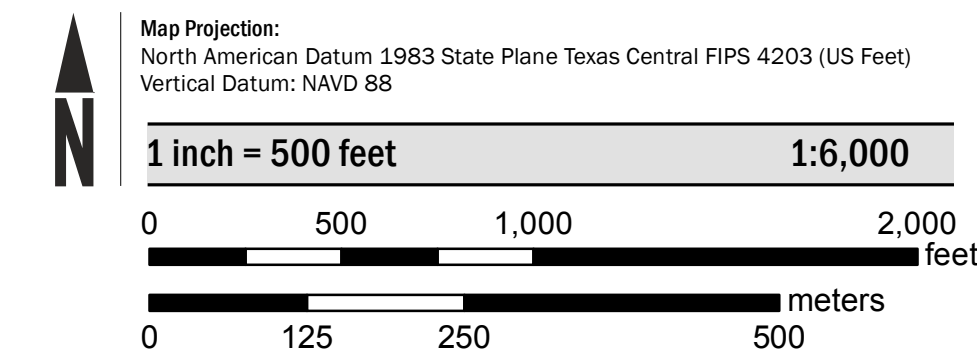 Map Projection:
North American Datum 1983 State Plane Texas Central FIPS 4203 (US Feet)
Vertical Datum: NAVD 88
N
1 inch = 500 feet 1:6,000
0 500 1,000 2,000
feet
meters
0 125 250 500